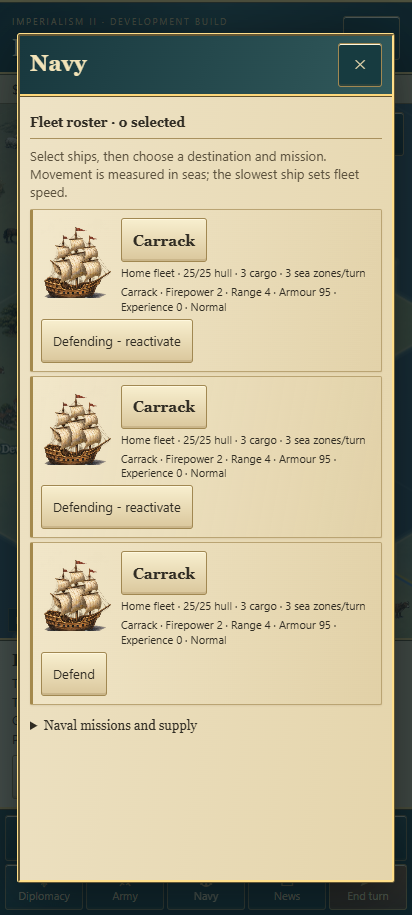 IMPERIALISM II · DEVELOPMENT BUILD
Navy
×
Fleet roster · 0 selected
Select ships, then choose a destination and mission.
Movement is measured in seas; the slowest ship sets fleet
speed.
Carrack
Home fleet · 25/25 hull · 3 cargo · 3 sea zones/turn
Carrack · Firepower 2 · Range 4 · Armour 95 ·
Experience 0 · Normal
Defending - reactivate
Carrack
Home fleet · 25/25 hull · 3 cargo · 3 sea zones/turn
Carrack · Firepower 2 · Range 4 · Armour 95 ·
Experience 0 · Normal
Defending - reactivate
Carrack
Home fleet · 25/25 hull · 3 cargo · 3 sea zones/turn
Carrack · Firepower 2 · Range 4 · Armour 95 ·
Experience 0 · Normal
Defend
▶ Naval missions and supply
Diplomacy Army Navy News End turn